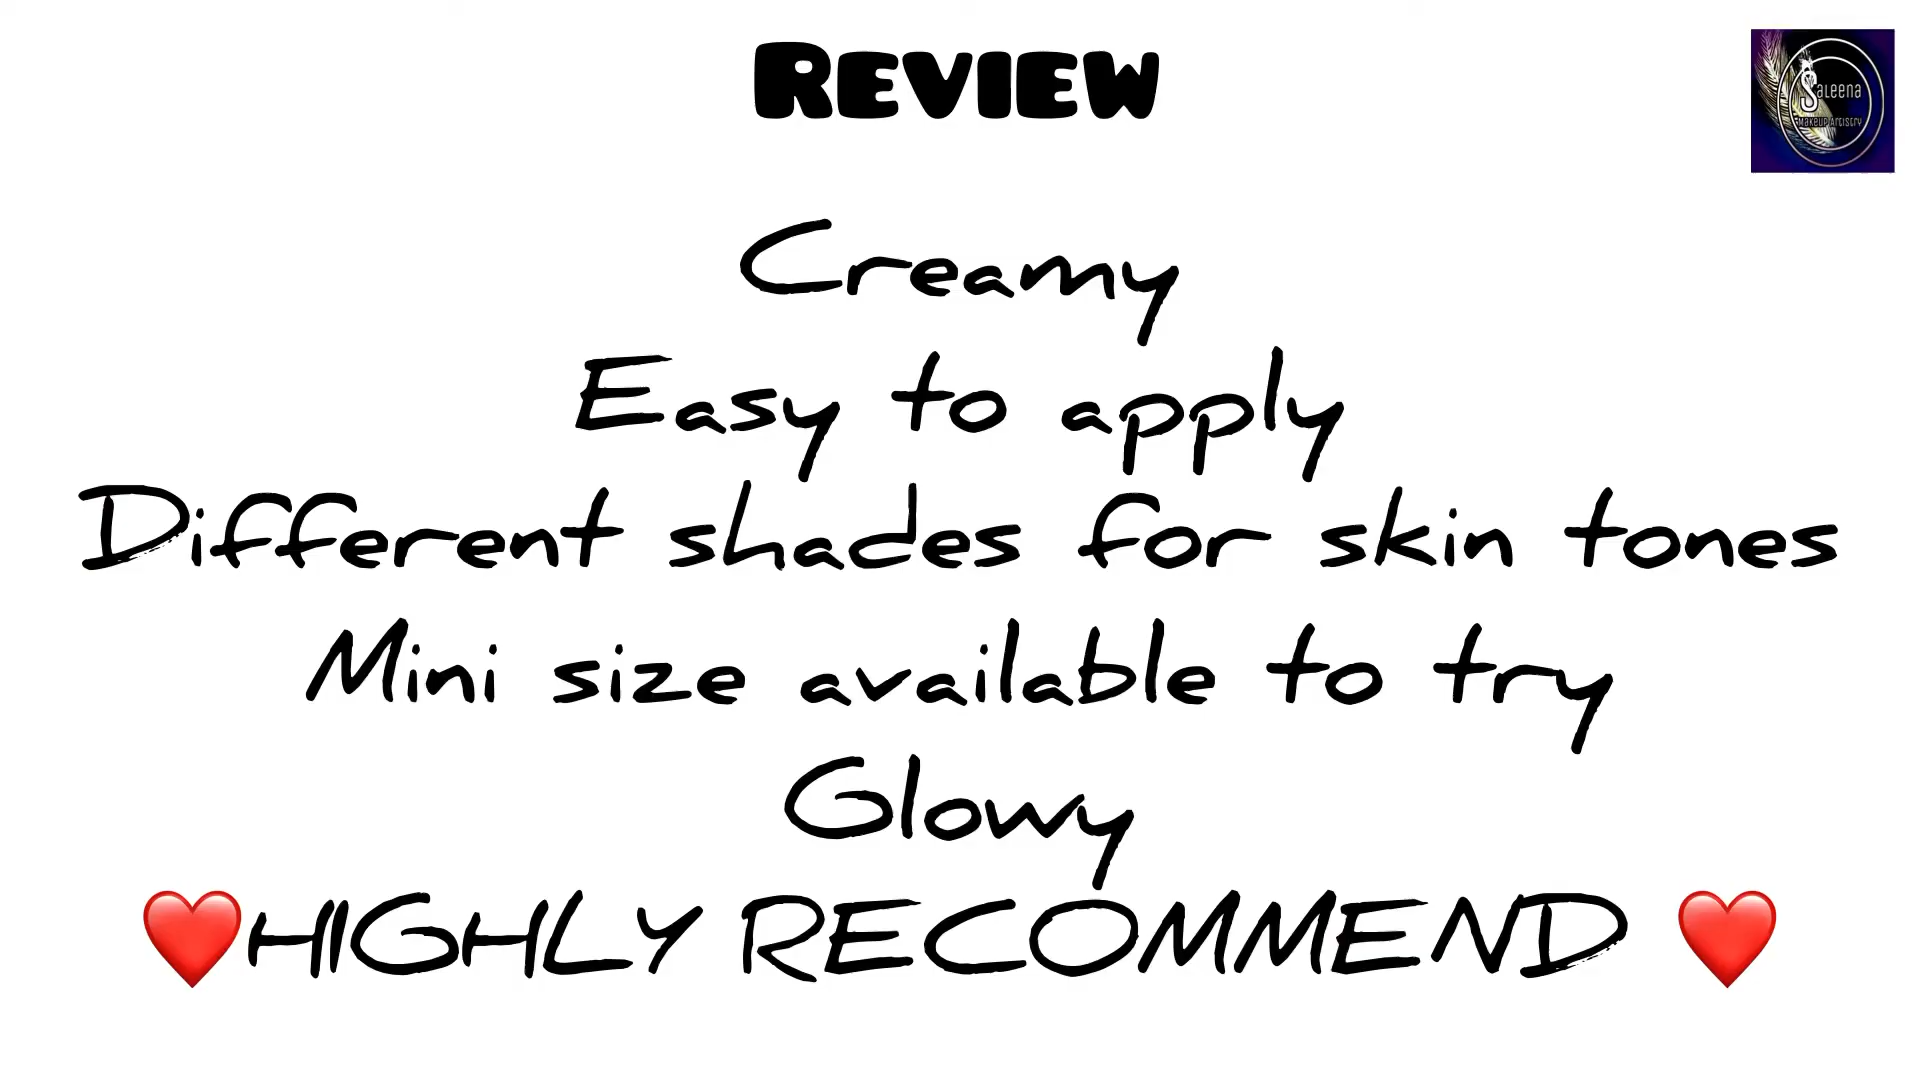 Review
Saleena
Makeup Artistry
Creamy
Easy to apply
Different shades for skin tones
Mini size available to try
Glowy
❤️HIGHLY RECOMMEND ❤️